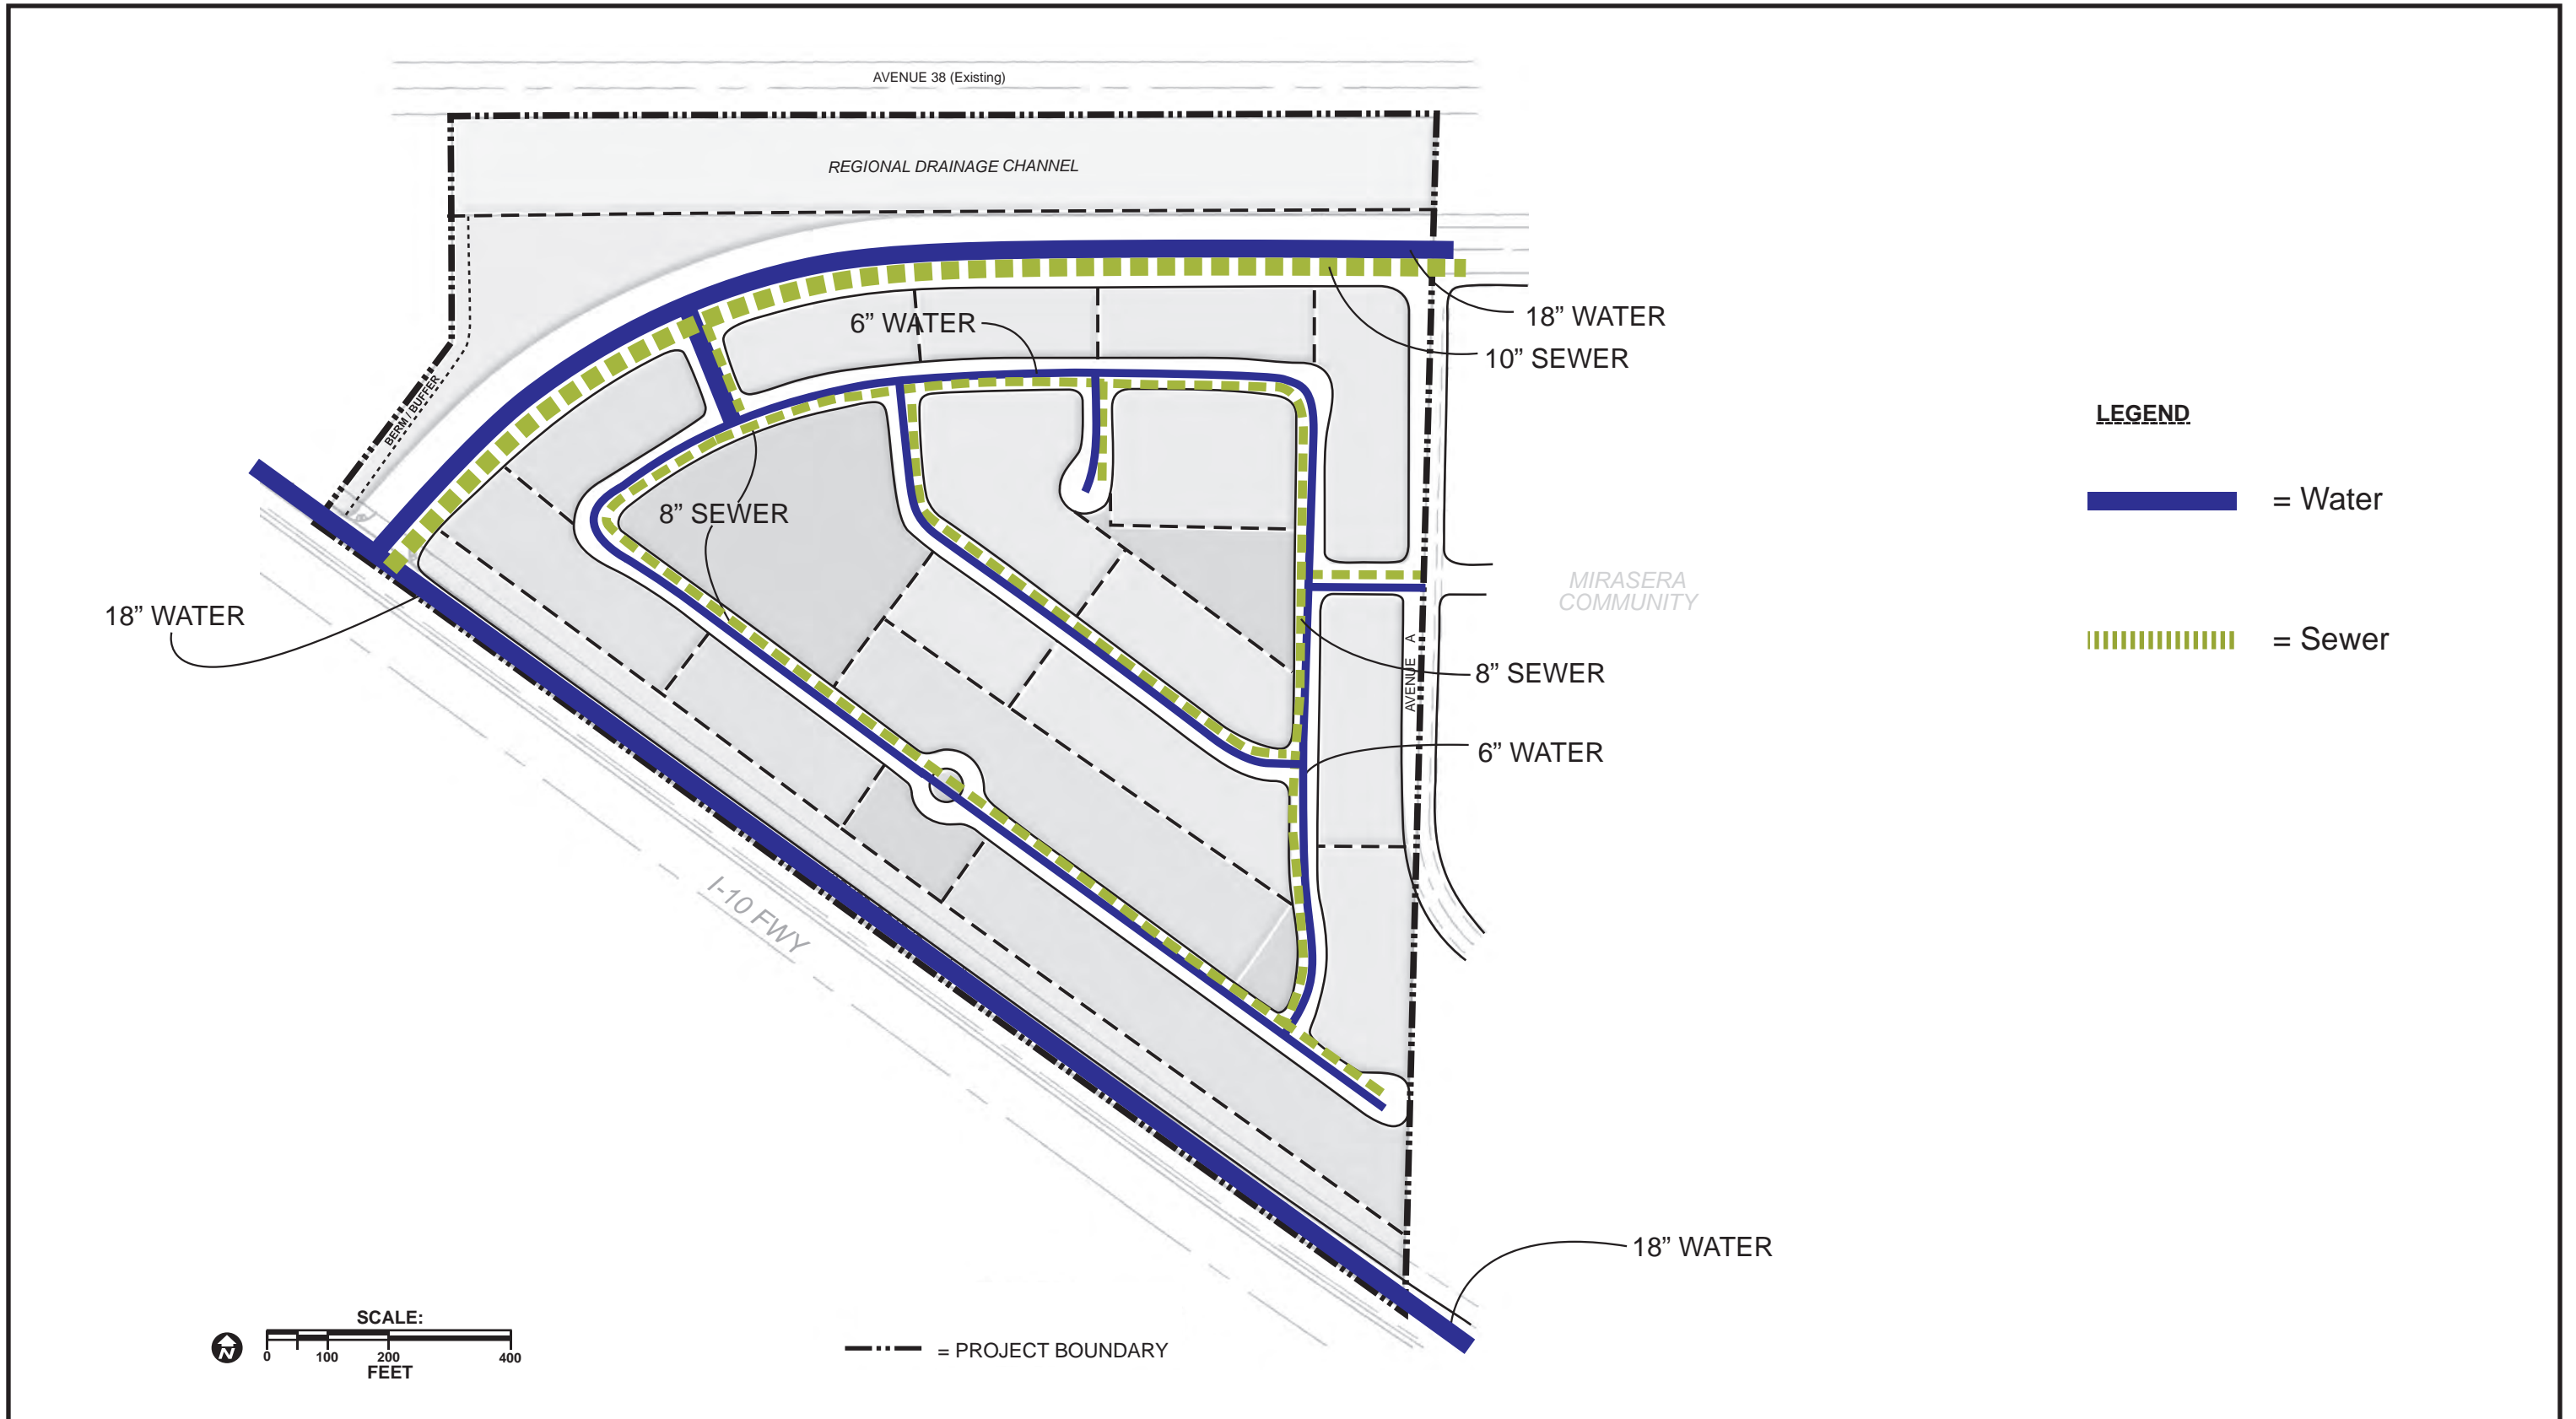 AVENUE 38 (Existing)
REGIONAL DRAINAGE CHANNEL
6” WATER
18” WATER
10” SEWER
BERM / BUFFER
LEGEND
= Water
8” SEWER
MIRASERA
COMMUNITY
18” WATER
= Sewer
AVENUE A
8” SEWER
6” WATER
I-10 FWY
18” WATER
SCALE:
N
0 100 200 400
FEET
= PROJECT BOUNDARY